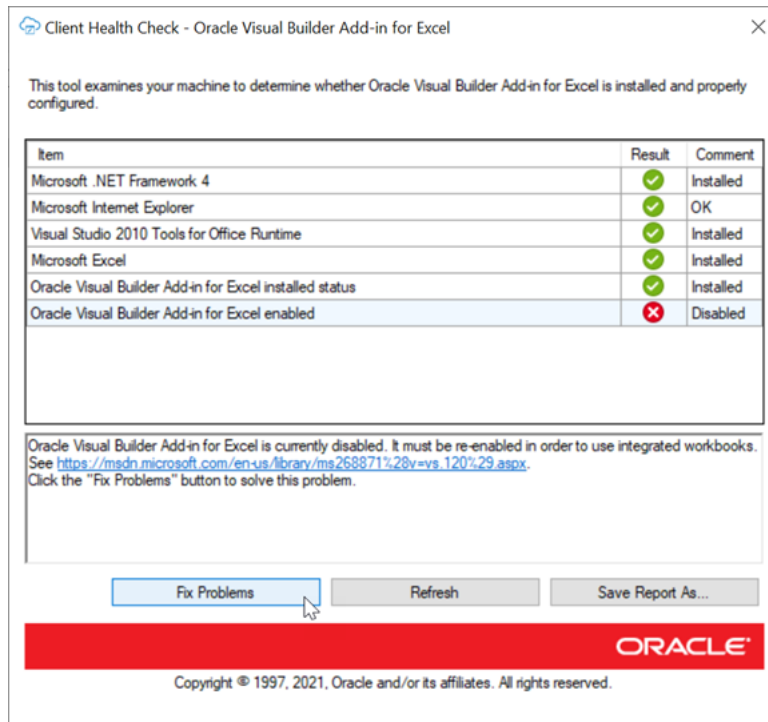 Client Health Check - Oracle Visual Builder Add-in for Excel
This tool examines your machine to determine whether Oracle Visual Builder Add-in for Excel is installed and properly
configured.
Item Result Comment
Microsoft .NET Framework 4 Installed
Microsoft Internet Explorer OK
Visual Studio 2010 Tools for Office Runtime Installed
Microsoft Excel Installed
Oracle Visual Builder Add-in for Excel installed status Installed
Oracle Visual Builder Add-in for Excel enabled Disabled
Oracle Visual Builder Add-in for Excel is currently disabled. It must be re-enabled in order to use integrated workbooks.
See https://msdn.microsoft.com/en-us/library/ms268871%28v=vs.120%29.aspx.
Click the "Fix Problems" button to solve this problem.
Fix Problems Refresh Save Report As...
ORACLE®
Copyright © 1997, 2021, Oracle and/or its affiliates. All rights reserved.